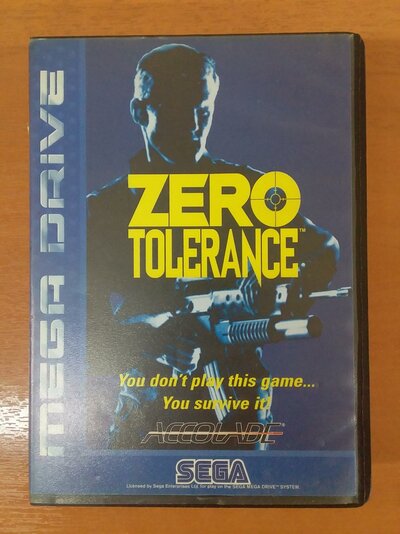 MEGA DRIVE
ZERO
TOLERANCE™
You don't play this game...
You survive it!
ACCOLADE
SEGA
Licensed by Sega Enterprises Ltd. for play on the SEGA MEGA DRIVE™ SYSTEM.